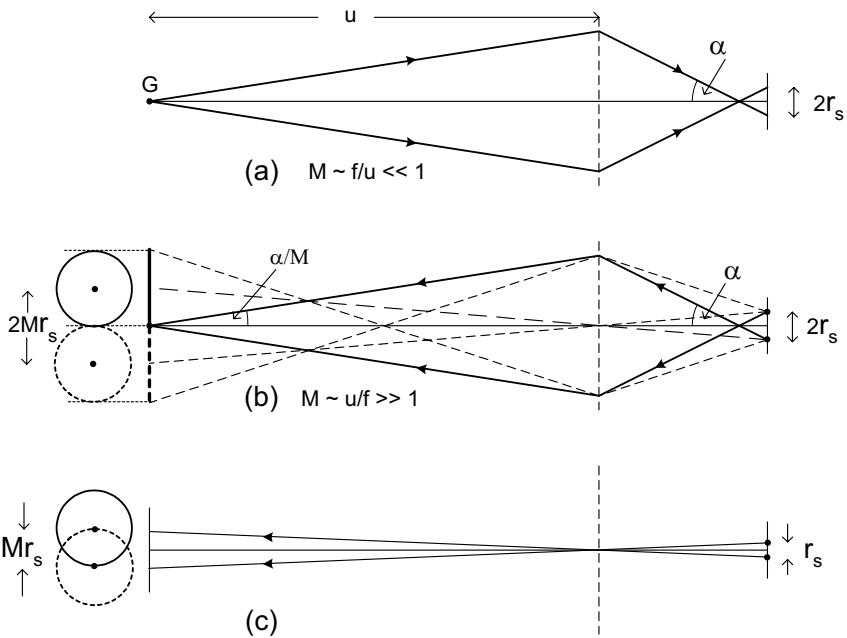 u
α
G
2r_s
(a) M ~ f/u << 1
α/M
α
2Mr_s
2r_s
(b) M ~ u/f >> 1
Mr_s
r_s
(c)